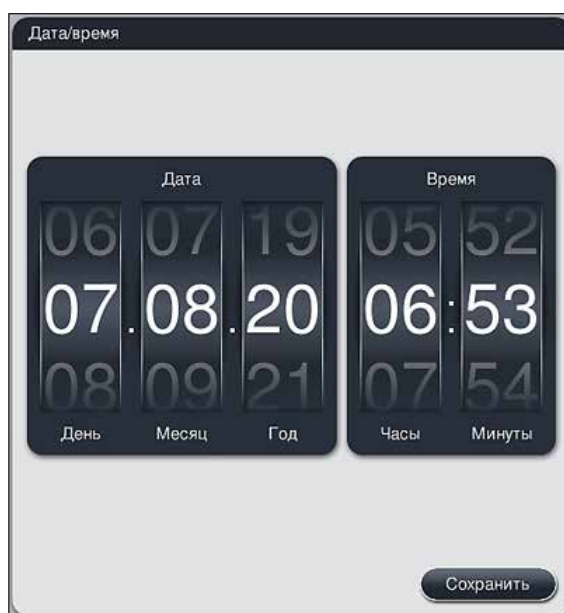 Дата/время
Дата
Время
06 07 19 05 52
07.08.20 06:53
08 09 21 07 54
День Месяц Год Часы Минуты
Сохранить